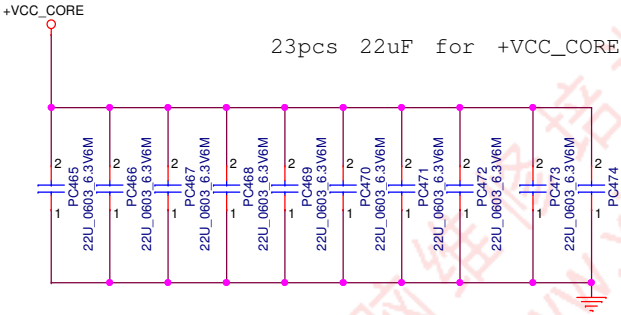 +VCC_CORE
23pcs 22uF for +VCC_CORE
2 2 2 2 2 2 2 2 2 2
1 1 1 1 1 1 1 1 1 1
PC465
22U_0603_6.3V6M
PC466
22U_0603_6.3V6M
PC467
22U_0603_6.3V6M
PC468
22U_0603_6.3V6M
PC469
22U_0603_6.3V6M
PC470
22U_0603_6.3V6M
PC471
22U_0603_6.3V6M
PC472
22U_0603_6.3V6M
PC473
22U_0603_6.3V6M
PC474